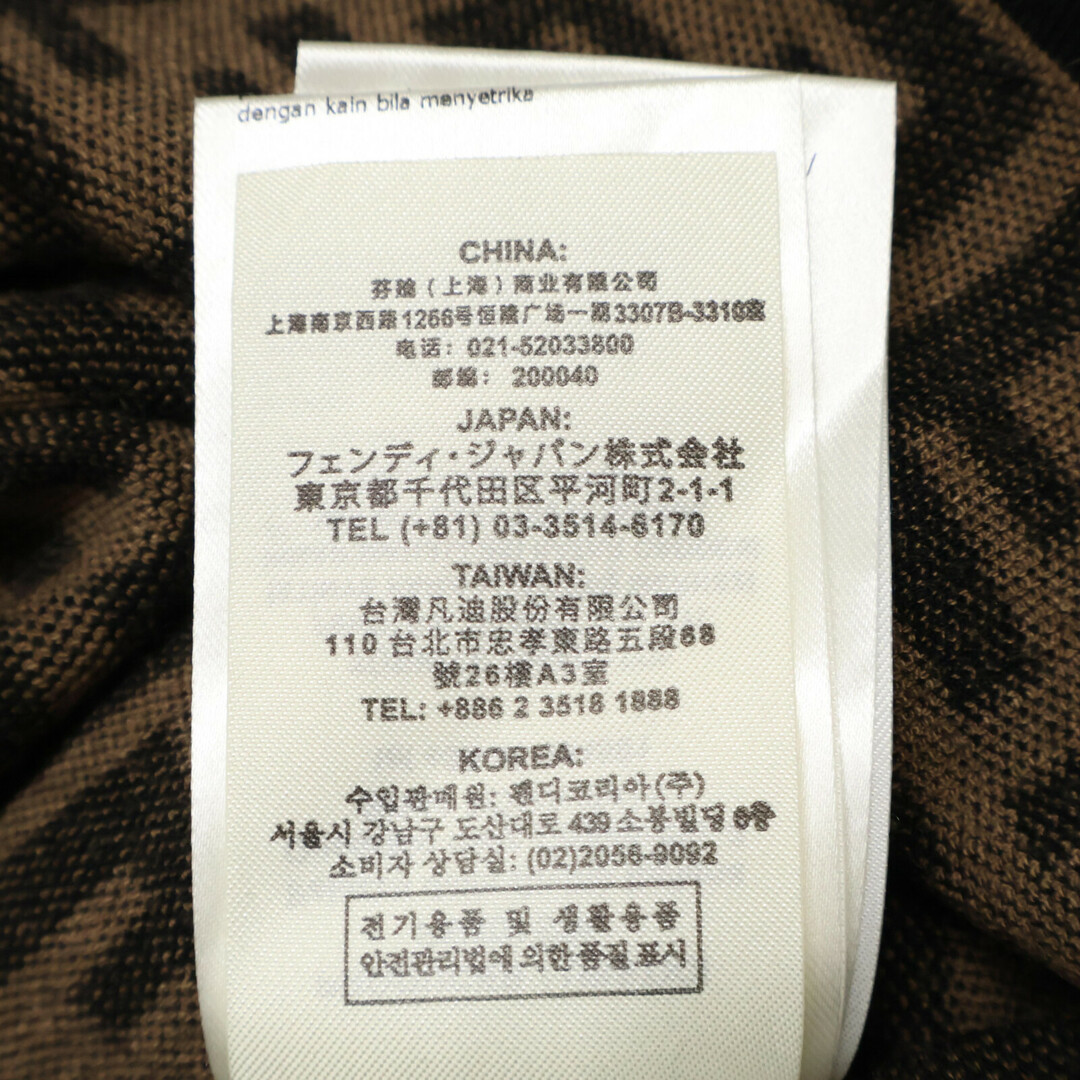 dengan kain bila menyetrika
CHINA:
芬迪（上海）商业有限公司
上海南京西路1266号恒隆广场一期3307B-3310室
电话：021-52033800
邮编：200040
JAPAN:
フェンディ・ジャパン株式会社
東京都千代田区平河町2-1-1
TEL (+81) 03-3514-6170
TAIWAN:
台灣凡迪股份有限公司
110 台北市忠孝東路五段68
號26樓A3室
TEL: +886 2 3518 1888
KOREA:
수입판매원: 펜디코리아(주)
서울시 강남구 도산대로 439 소봉빌딩 6층
소비자 상담실: (02)2056-9092
전기용품 및 생활용품
안전관리법에 의한 품질표시